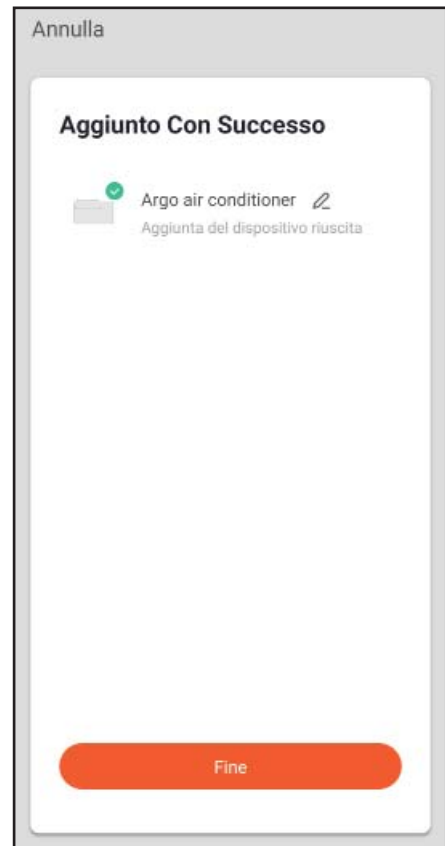 Annulla
Aggiunto Con Successo
Argo air conditioner
Aggiunta del dispositivo riuscita
Fine